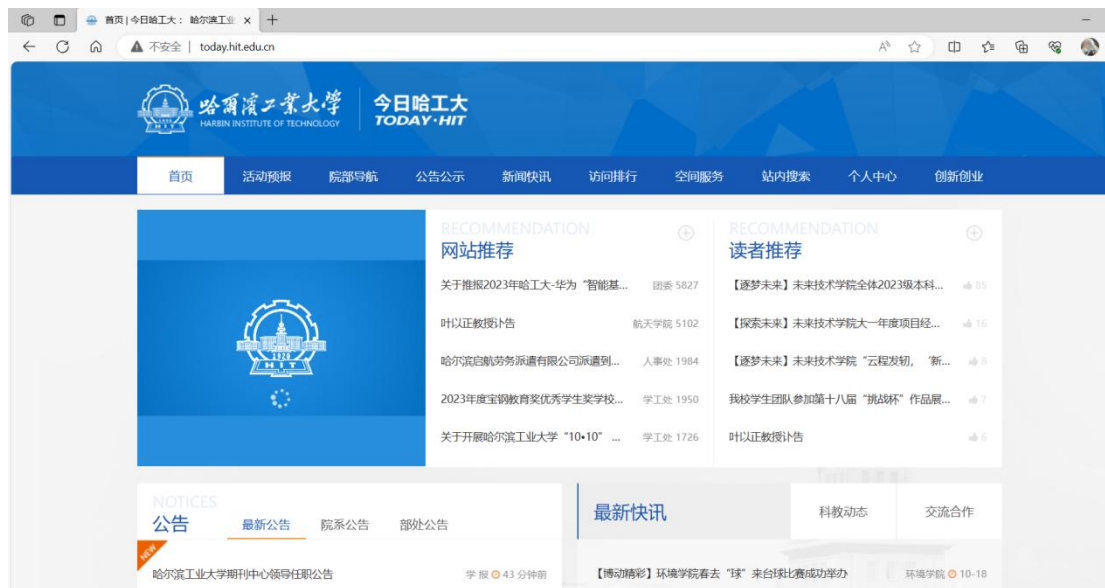 首页|今日哈工大： 哈尔滨工业
不安全 | today.hit.edu.cn
哈爾濱工業大學
HARBIN INSTITUTE OF TECHNOLOGY
今日哈工大
TODAY·HIT
首页 活动预报 院部导航 公告公示 新闻快讯 访问排行 空间服务 站内搜索 个人中心 创新创业
1920
HIT
RECOMMENDATION
网站推荐
关于推报2023年哈工大-华为“智能基... 团委 5827
叶以正教授讣告 航天学院 5102
哈尔滨启航劳务派遣有限公司派遣到... 人事处 1984
2023年度宝钢教育奖优秀学生奖学校... 学工处 1950
关于开展哈尔滨工业大学“10•10” ... 学工处 1726
RECOMMENDATION
读者推荐
【逐梦未来】未来技术学院全体2023级本科... 85
【探索未来】未来技术学院大一年度项目经... 16
【逐梦未来】未来技术学院“云程发轫，‘新... 8
我校学生团队参加第十八届“挑战杯”作品展... 7
叶以正教授讣告 6
NOTICES
公告 最新公告 院系公告 部处公告
NEW
哈尔滨工业大学期刊中心领导任职公告 学报 43 分钟前
最新快讯 科教动态 交流合作
【博动精彩】环境学院春去“球”来台球比赛成功举办 环境学院 10-18